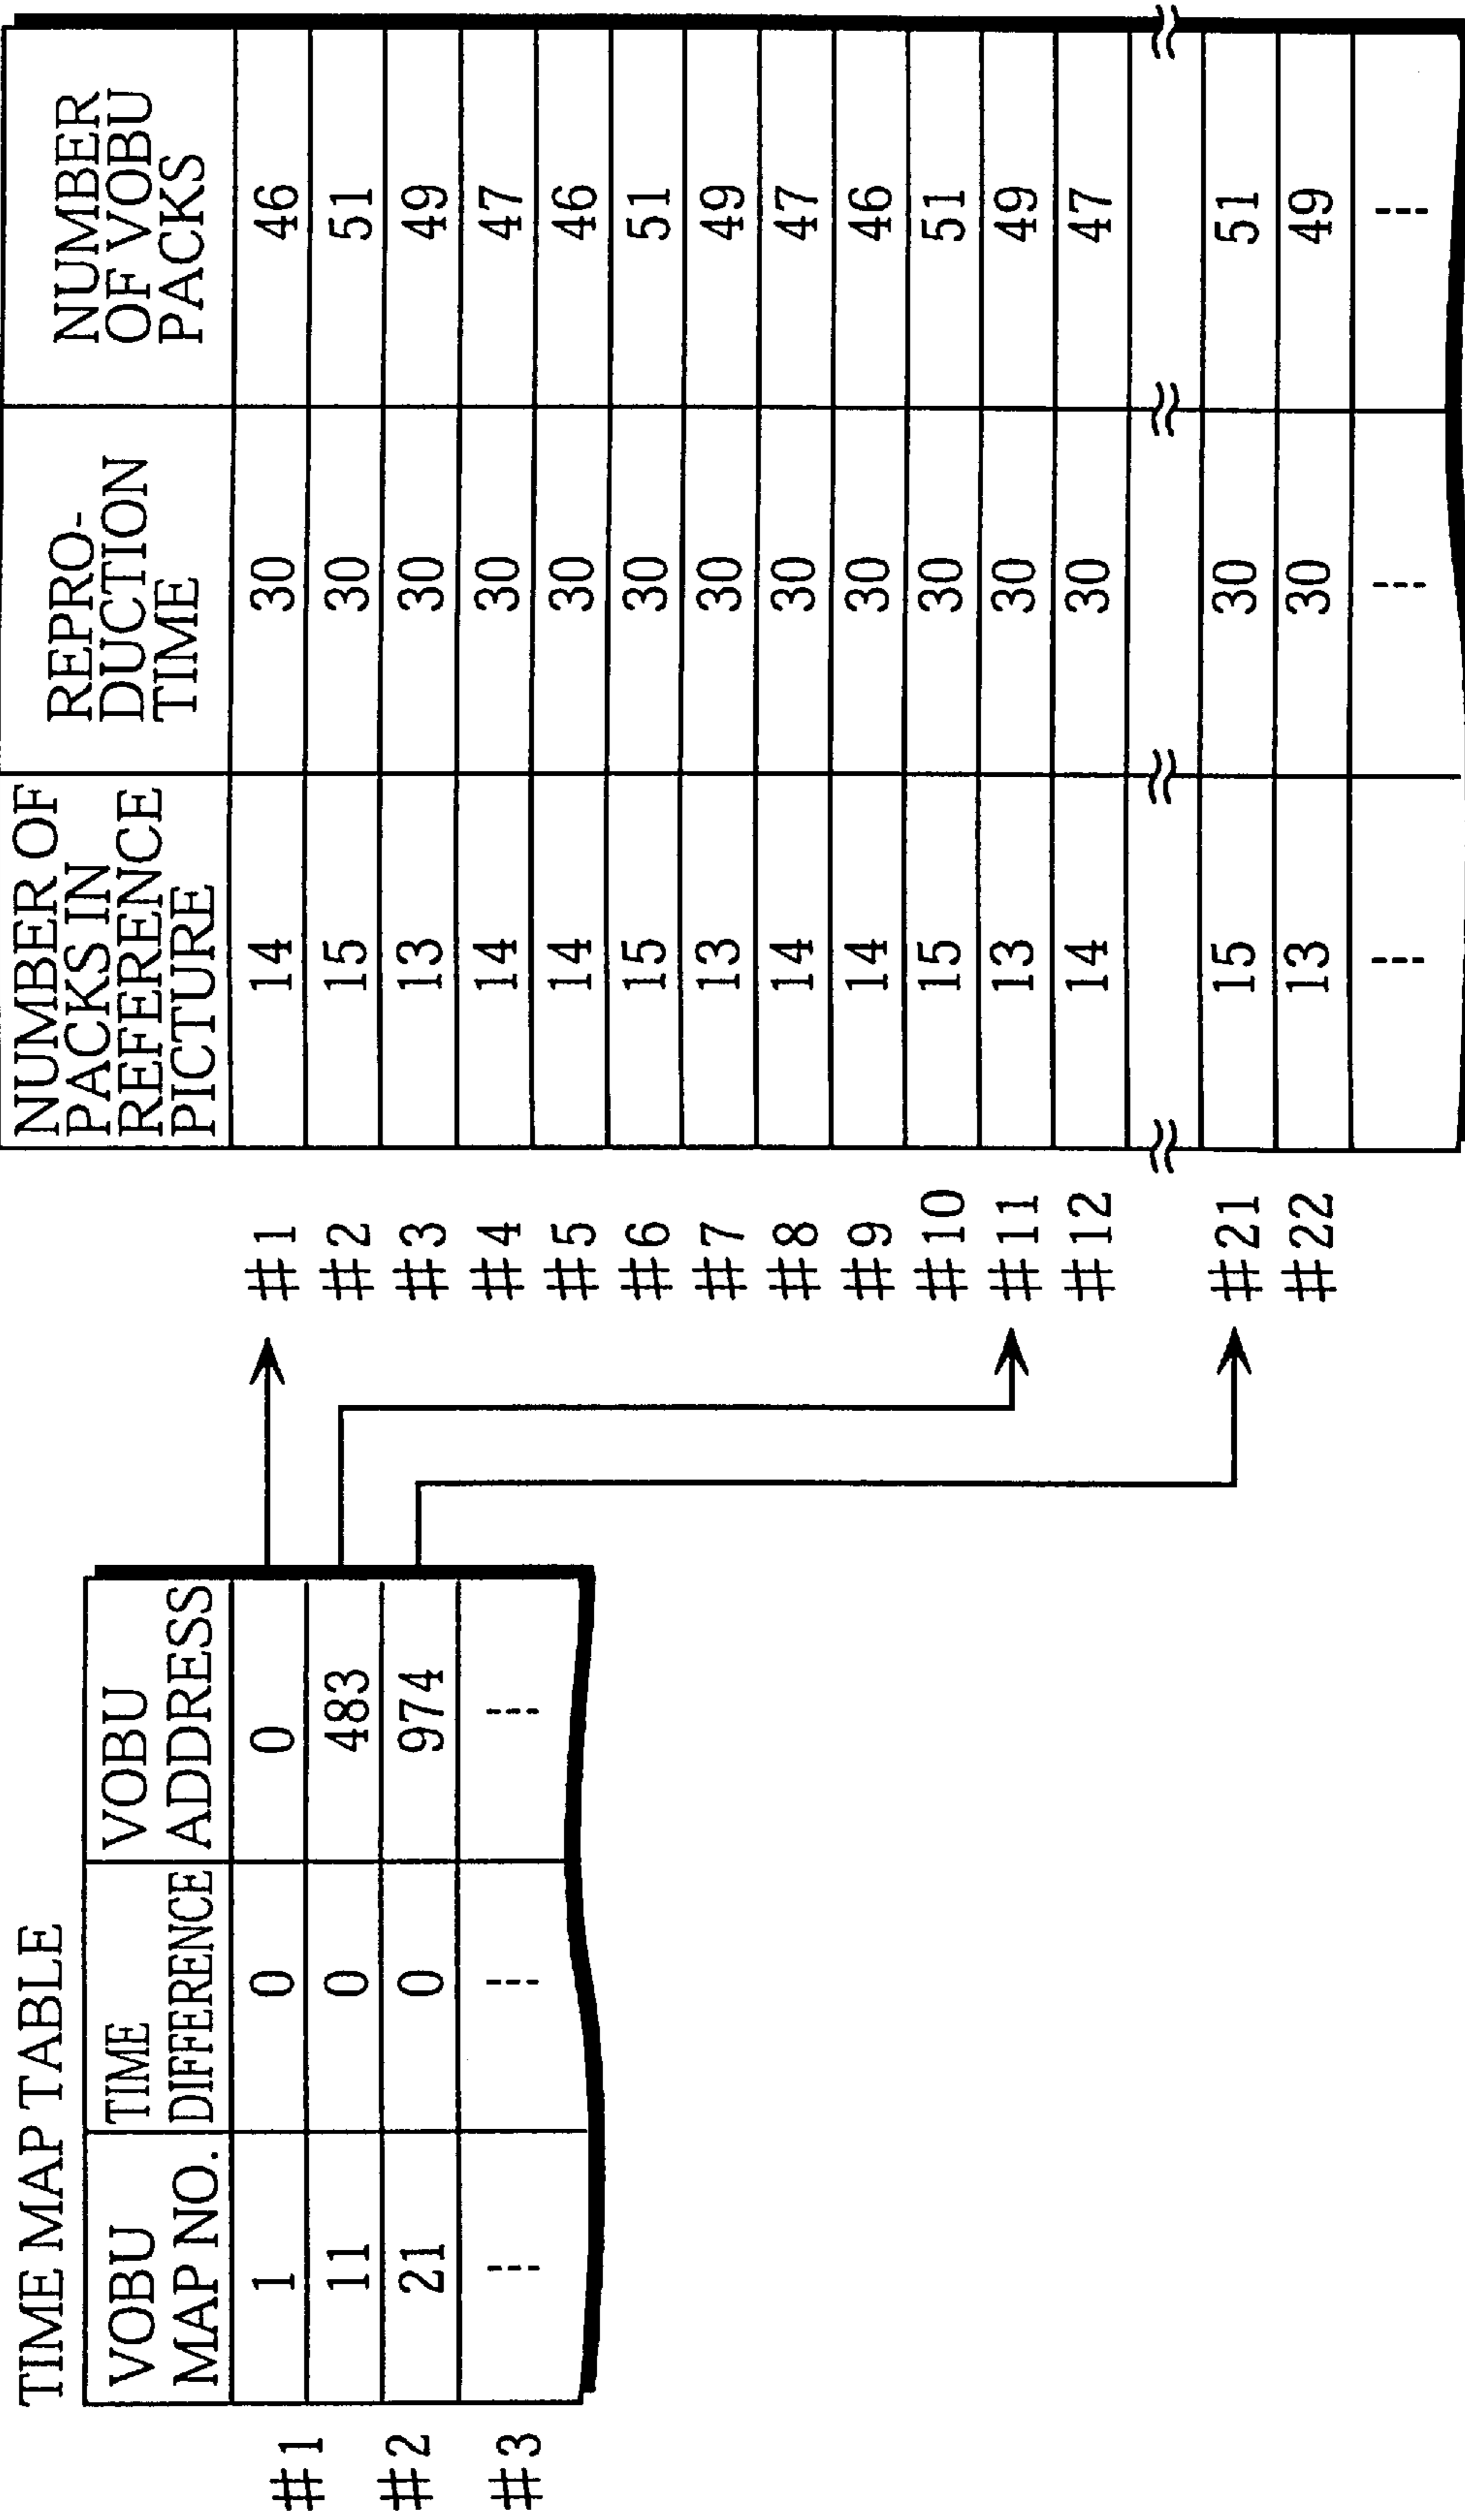 TIME MAP TABLE
VOBU
MAP NO.
TIME
DIFFERENCE
VOBU
ADDRESS
#1 1 0 0
#2 11 0 483
#3 21 0 974
NUMBER OF
PACKS IN
REFERENCE
PICTURE
REPRO-
DUCTION
TIME
NUMBER
OF VOBU
PACKS
#1 14 30 46
#2 15 30 51
#3 13 30 49
#4 14 30 47
#5 14 30 46
#6 15 30 51
#7 13 30 49
#8 14 30 47
#9 14 30 46
#10 15 30 51
#11 13 30 49
#12 14 30 47
#21 15 30 51
#22 13 30 49